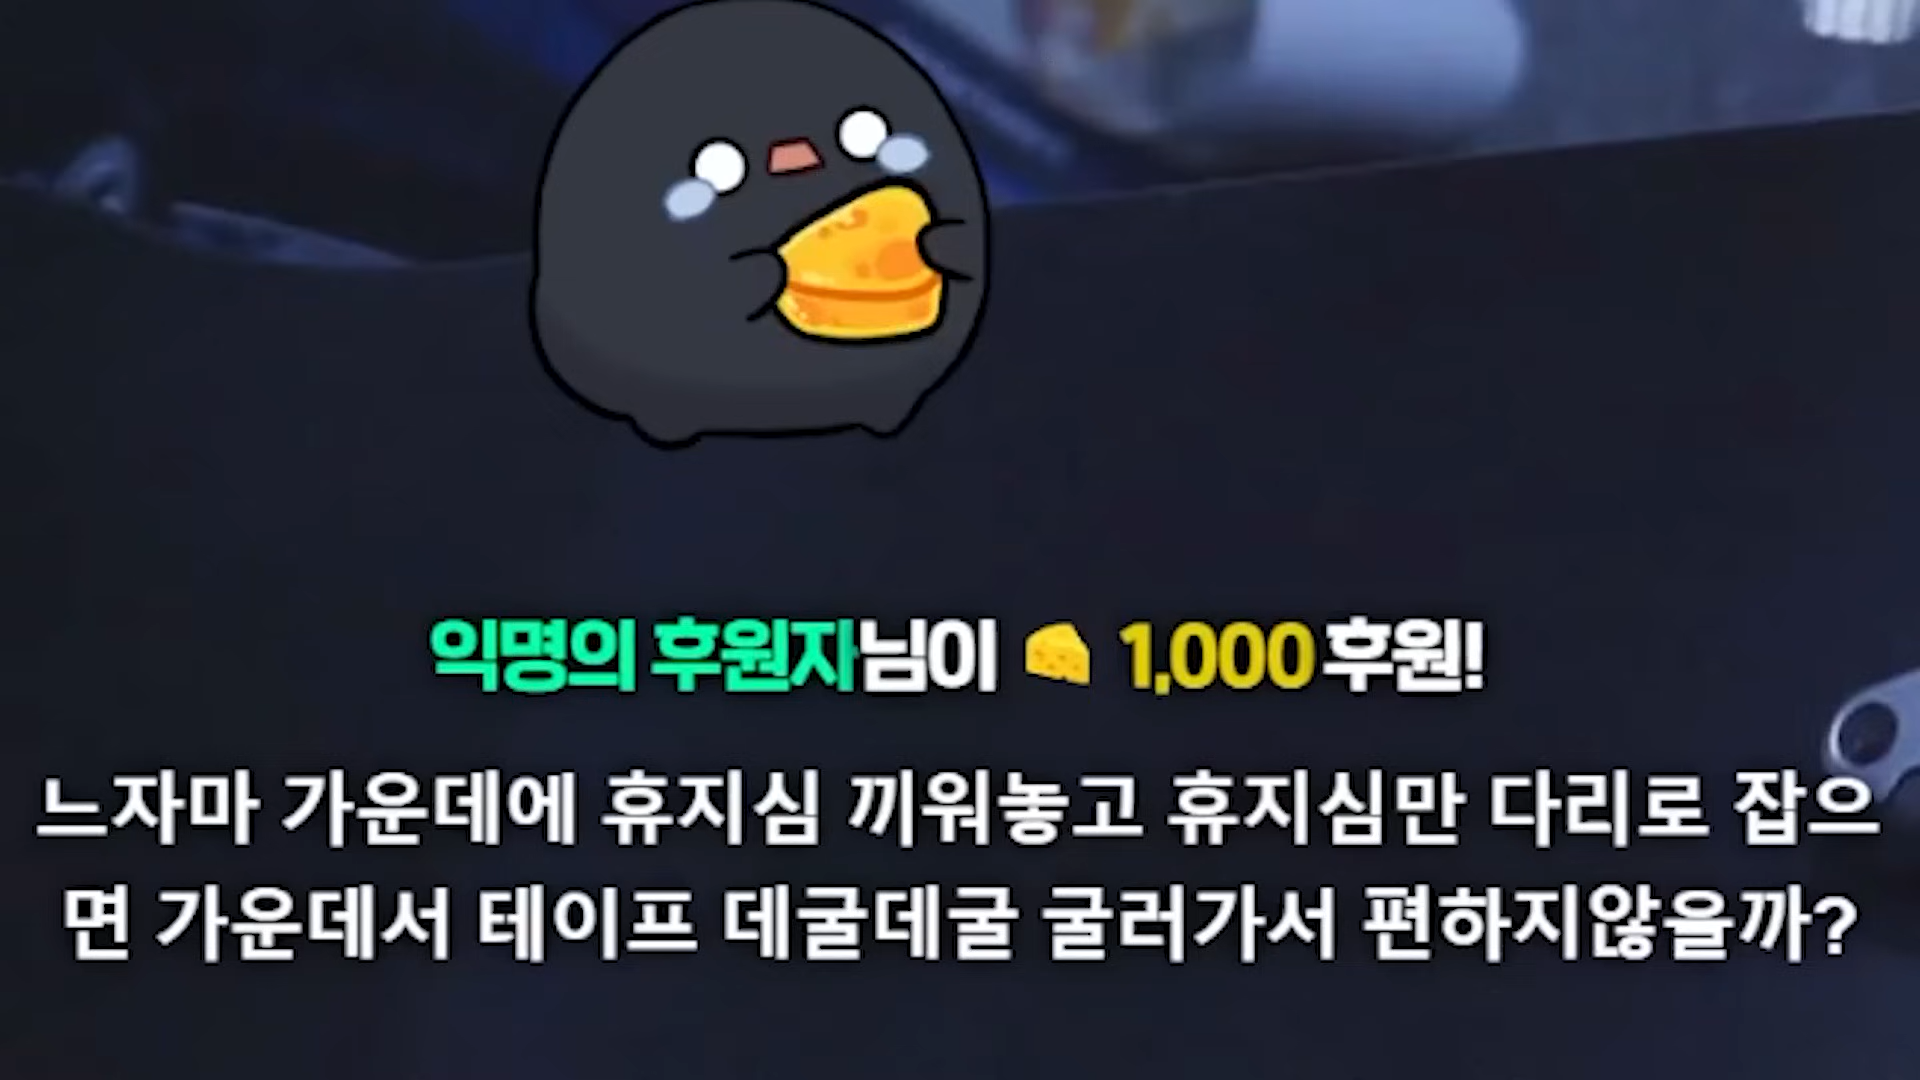 익명의 후원자님이 1,000 후원!
느자마 가운데에 휴지심 끼워놓고 휴지심만 다리로 잡으
면 가운데서 테이프 데굴데굴 굴러가서 편하지않을까?